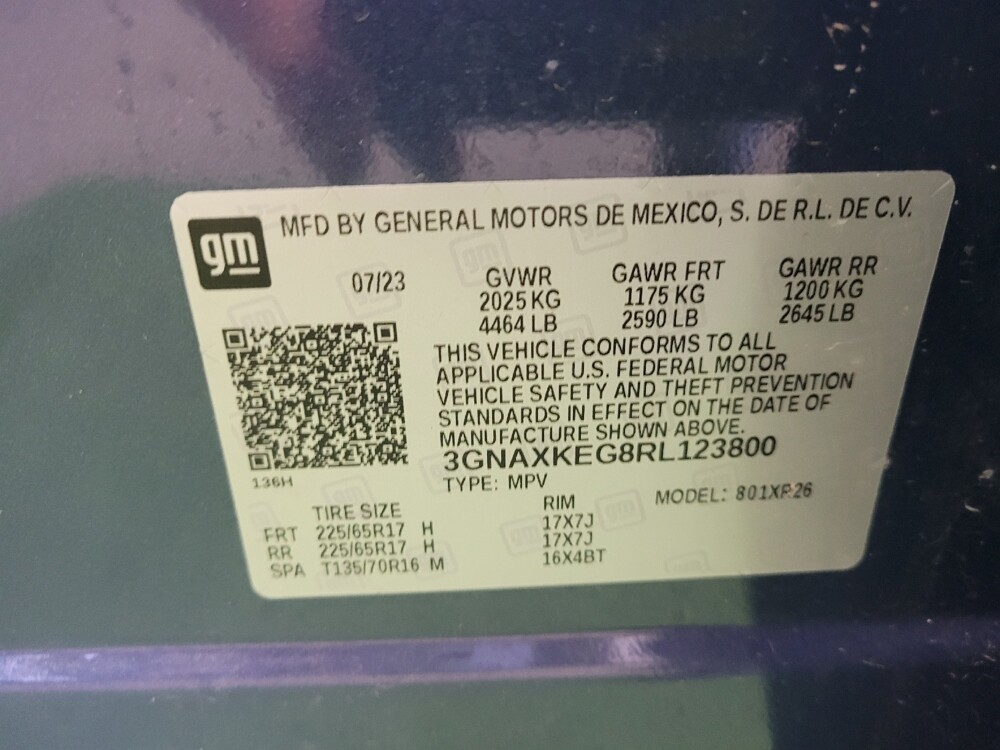 gm
MFD BY GENERAL MOTORS DE MEXICO, S. DE R.L. DE C.V.
07/23 GVWR GAWR FRT GAWR RR
2025 KG 1175 KG 1200 KG
4464 LB 2590 LB 2645 LB
THIS VEHICLE CONFORMS TO ALL
APPLICABLE U.S. FEDERAL MOTOR
VEHICLE SAFETY AND THEFT PREVENTION
STANDARDS IN EFFECT ON THE DATE OF
MANUFACTURE SHOWN ABOVE.
3GNAXKEG8RL123800
136H
TYPE: MPV MODEL:
TIRE SIZE RIM
FRT 225/65R17 H 17X7J
RR 225/65R17 H 17X7J
SPA T135/70R16 M 16X4BT